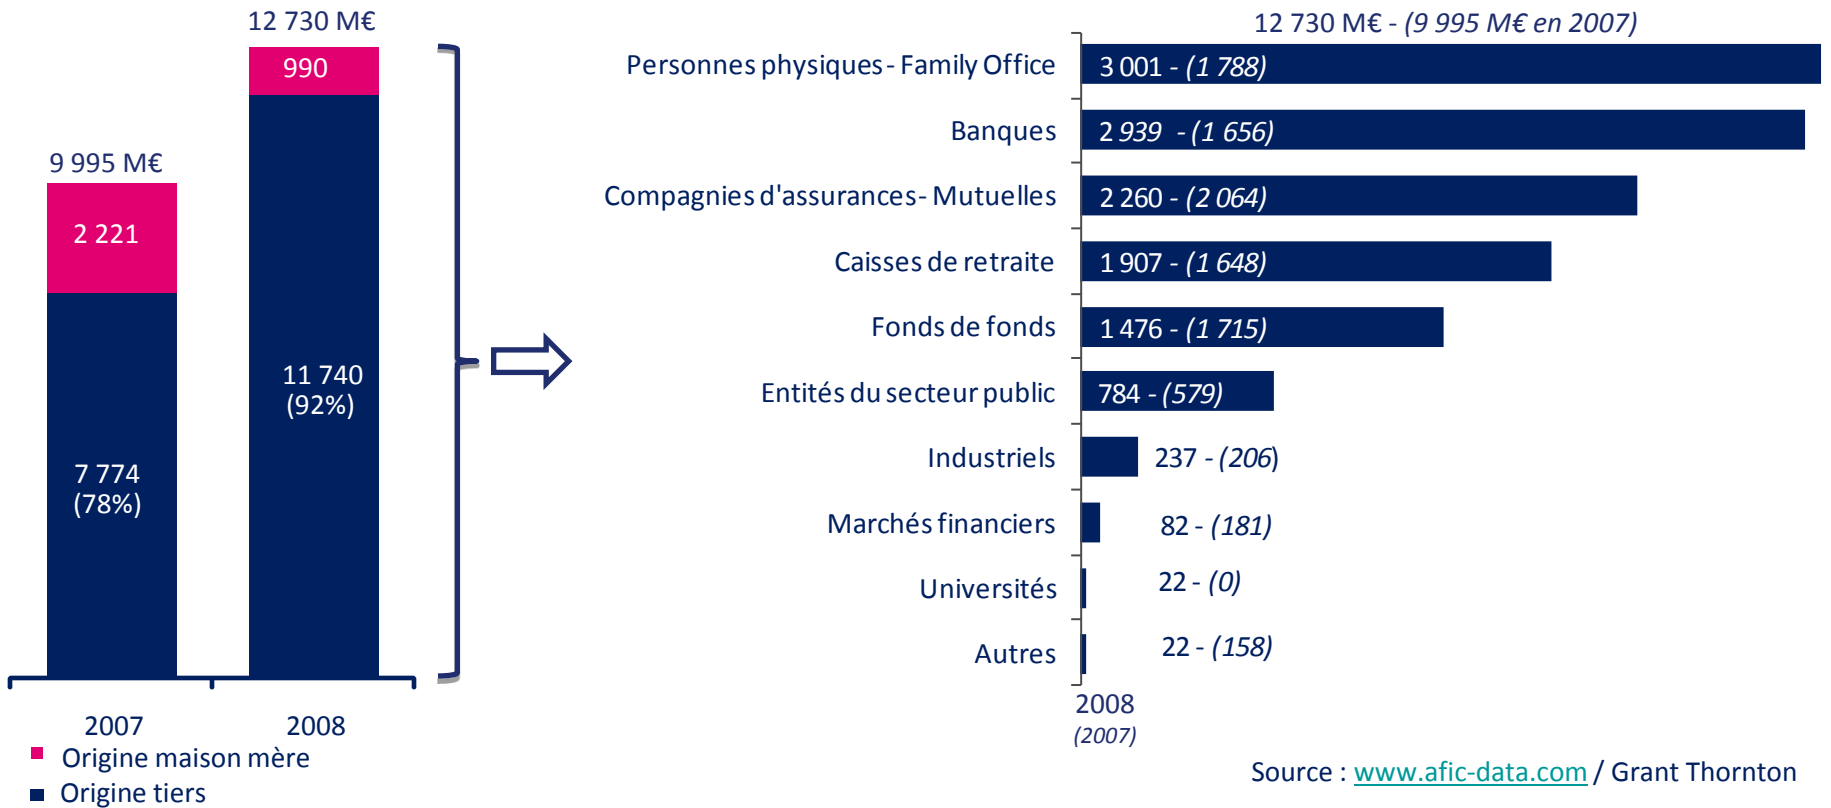 12 730 M€
990
9 995 M€
2 221
11 740
(92%)
7 774
(78%)
2007
2008
Origine maison mère
Origine tiers
12 730 M€ - (9 995 M€ en 2007)
Personnes physiques - Family Office
3 001 - (1 788)
Banques
2 939 - (1 656)
Compagnies d'assurances - Mutuelles
2 260 - (2 064)
Caisses de retraite
1 907 - (1 648)
Fonds de fonds
1 476 - (1 715)
Entités du secteur public
784 - (579)
Industriels
237 - (206)
Marchés financiers
82 - (181)
Universités
22 - (0)
Autres
22 - (158)
2008
(2007)
Source : www.afic-data.com / Grant Thornton